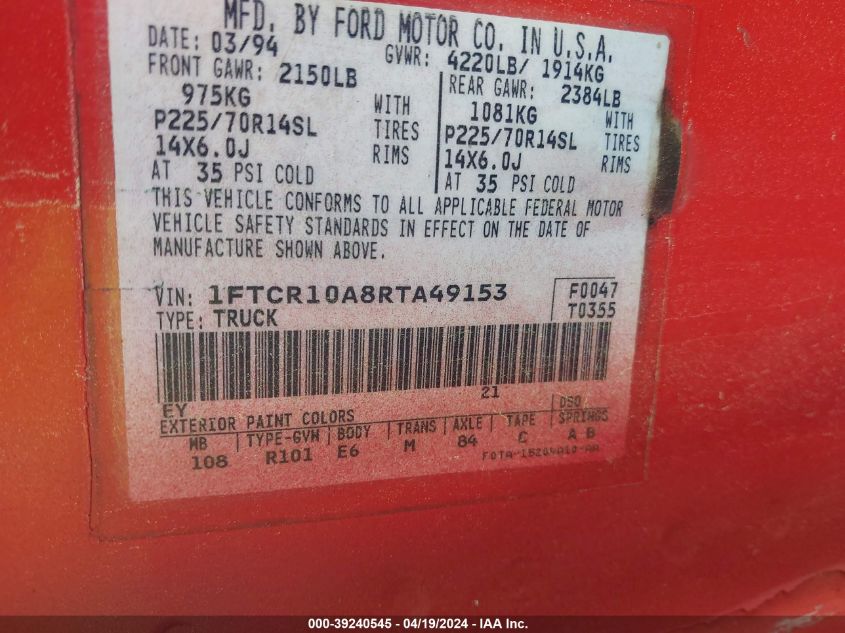 MFD. BY FORD MOTOR CO. IN U.S.A.
DATE: 03/94 GVWR: 4220LB/ 1914KG
FRONT GAWR: 2150LB REAR GAWR: 2384LB
975KG WITH 1081KG WITH
P225/70R14SL TIRES P225/70R14SL TIRES
14X6.0J RIMS 14X6.0J RIMS
AT 35 PSI COLD AT 35 PSI COLD
THIS VEHICLE CONFORMS TO ALL APPLICABLE FEDERAL MOTOR
VEHICLE SAFETY STANDARDS IN EFFECT ON THE DATE OF
MANUFACTURE SHOWN ABOVE.
VIN: 1FTCR10A8RTA49153 F0047
TYPE: TRUCK T0355
EY 21
EXTERIOR PAINT COLORS DSO
WB TYPE-GVW BODY TRANS AXLE TAPE SPRINGS
108 R101 E6 M 84 C A B
000-39240545 - 04/19/2024 - IAA Inc.